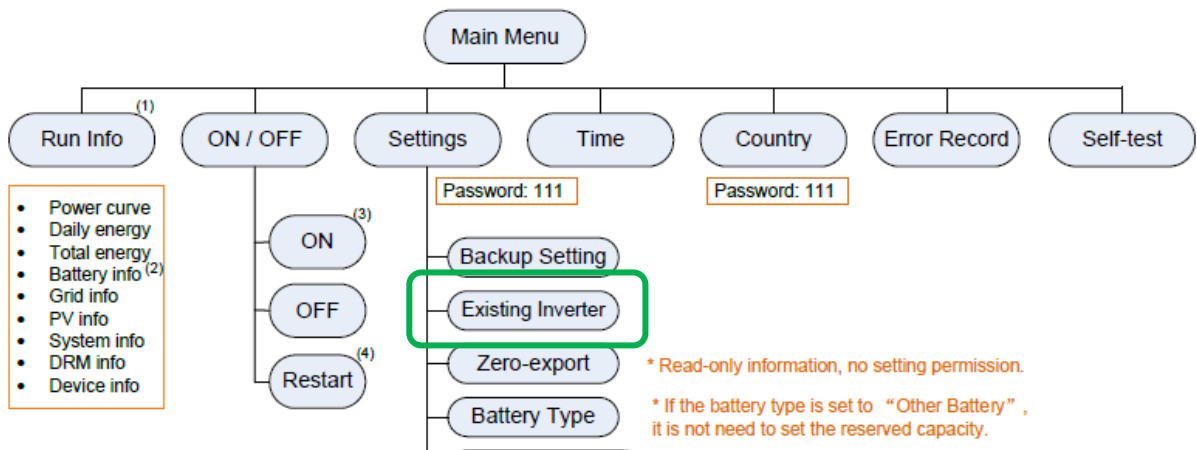 Main Menu
Run Info (1)
ON / OFF
Settings
Time
Country
Error Record
Self-test
Password: 111
Password: 111
• Power curve
• Daily energy
• Total energy
• Battery info (2)
• Grid info
• PV info
• System info
• DRM info
• Device info
ON (3)
OFF
Restart (4)
Backup Setting
Existing Inverter
Zero-export
* Read-only information, no setting permission.
Battery Type
* If the battery type is set to “Other Battery”,
it is not need to set the reserved capacity.